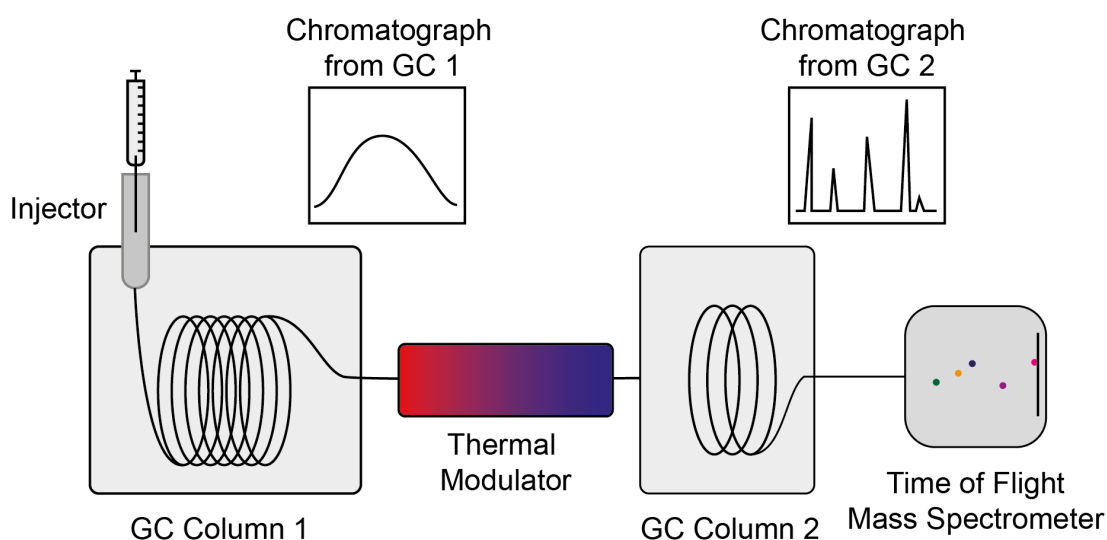 Chromatograph
from GC 1
Chromatograph
from GC 2
Injector
Thermal
Modulator
GC Column 1
GC Column 2
Time of Flight
Mass Spectrometer